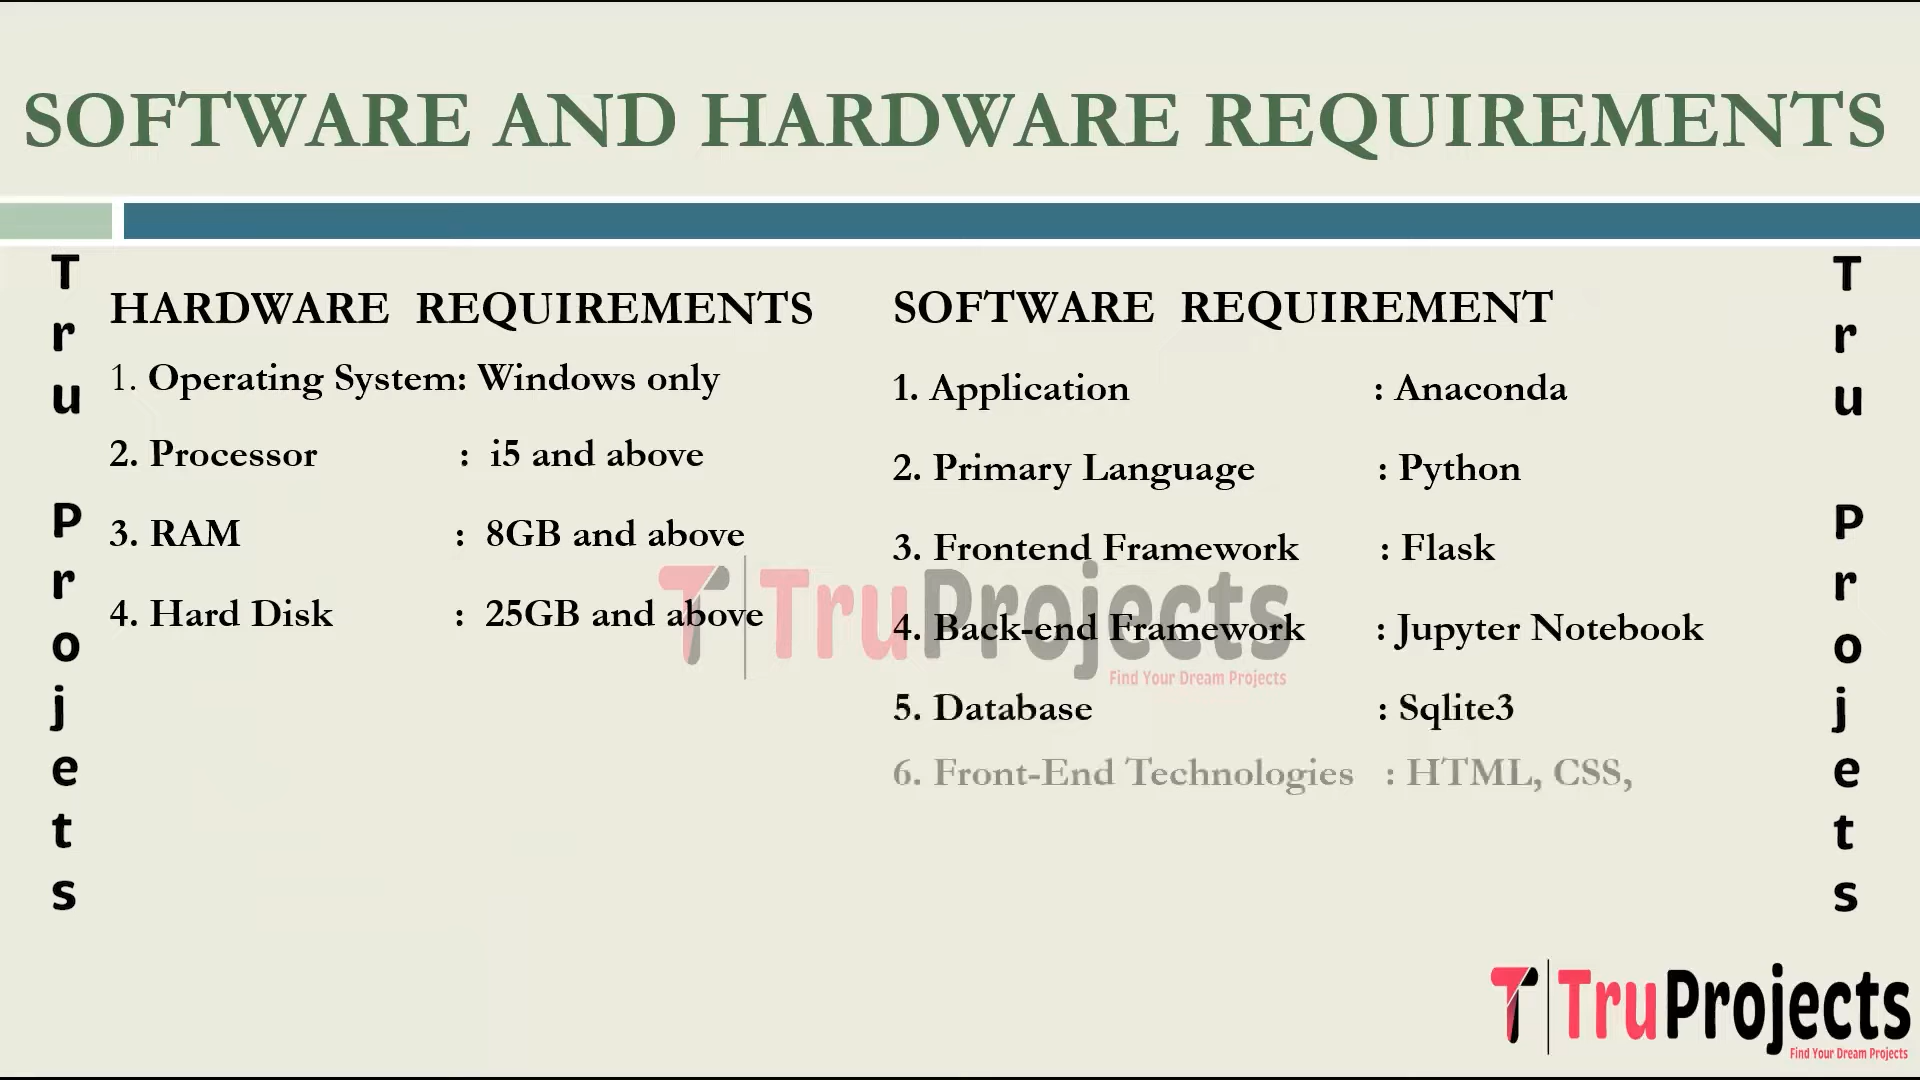 SOFTWARE AND HARDWARE REQUIREMENTS
Tru Projets
HARDWARE REQUIREMENTS
1. Operating System: Windows only
2. Processor : i5 and above
3. RAM : 8GB and above
4. Hard Disk : 25GB and above
SOFTWARE REQUIREMENT
1. Application : Anaconda
2. Primary Language : Python
3. Frontend Framework : Flask
4. Back-end Framework : Jupyter Notebook
5. Database : Sqlite3
6. Front-End Technologies : HTML, CSS,
TruProjects
Find Your Dream Projects
Tru Projets
TruProjects
Find Your Dream Projects